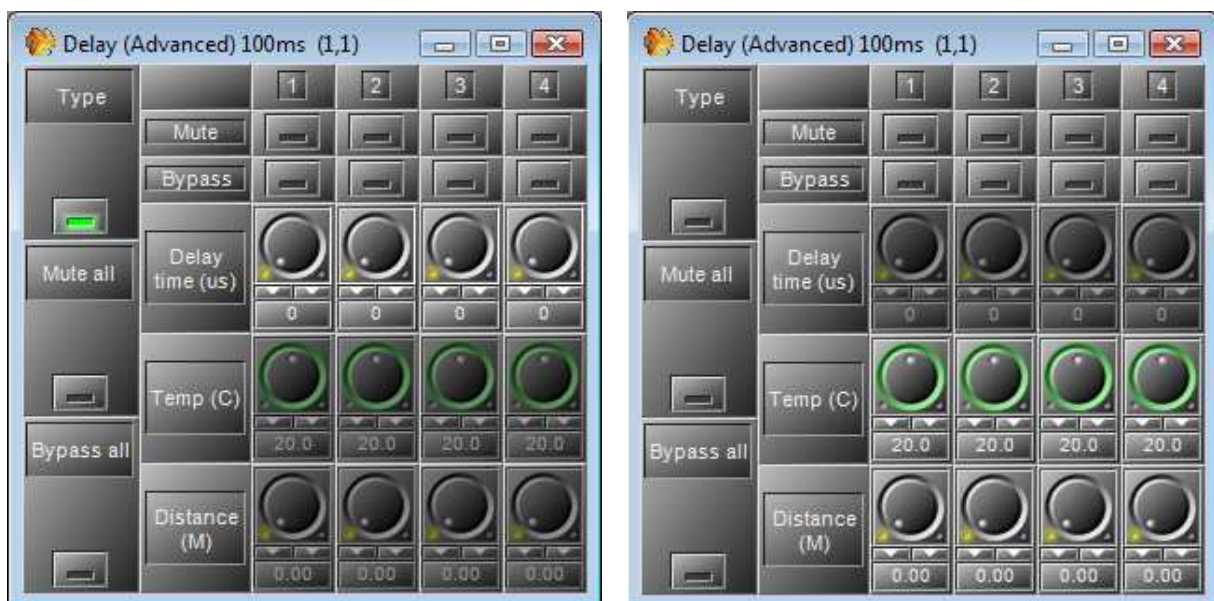 Delay (Advanced) 100ms (1,1)
Type
1 2 3 4
Mute
Bypass
Delay
time (us)
0 0 0 0
Mute all
Temp (C)
20.0 20.0 20.0 20.0
Bypass all
Distance
(M)
0.00 0.00 0.00 0.00
Delay (Advanced) 100ms (1,1)
Type
1 2 3 4
Mute
Bypass
Delay
time (us)
0 0 0 0
Mute all
Temp (C)
20.0 20.0 20.0 20.0
Bypass all
Distance
(M)
0.00 0.00 0.00 0.00